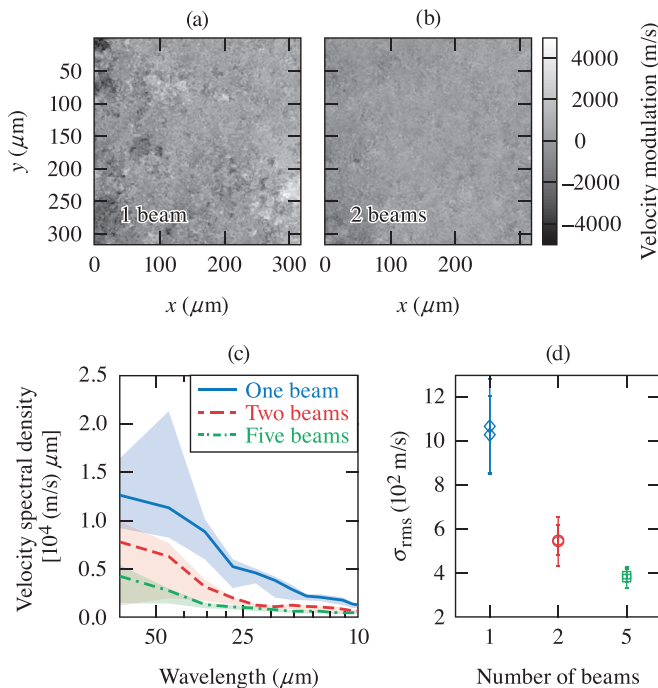 (a)
(b)
50
100
150
200
250
300
y (μm)
1 beam
2 beams
0
100
200
300
0
100
200
x (μm)
x (μm)
4000
2000
0
–2000
–4000
Velocity modulation (m/s)
(c)
(d)
2.5
2.0
1.5
1.0
0.5
0.0
Velocity spectral density
[10⁴ (m/s) μm]
One beam
Two beams
Five beams
50
25
10
Wavelength (μm)
12
10
8
6
4
2
σrms (10² m/s)
1
2
5
Number of beams